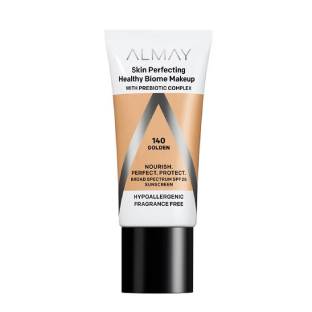 ALMAY
Skin Perfecting
Healthy Biome Makeup
WITH PREBIOTIC COMPLEX
140
GOLDEN
NOURISH.
PERFECT. PROTECT.
BROAD SPECTRUM SPF 25
SUNSCREEN
HYPOALLERGENIC
FRAGRANCE FREE